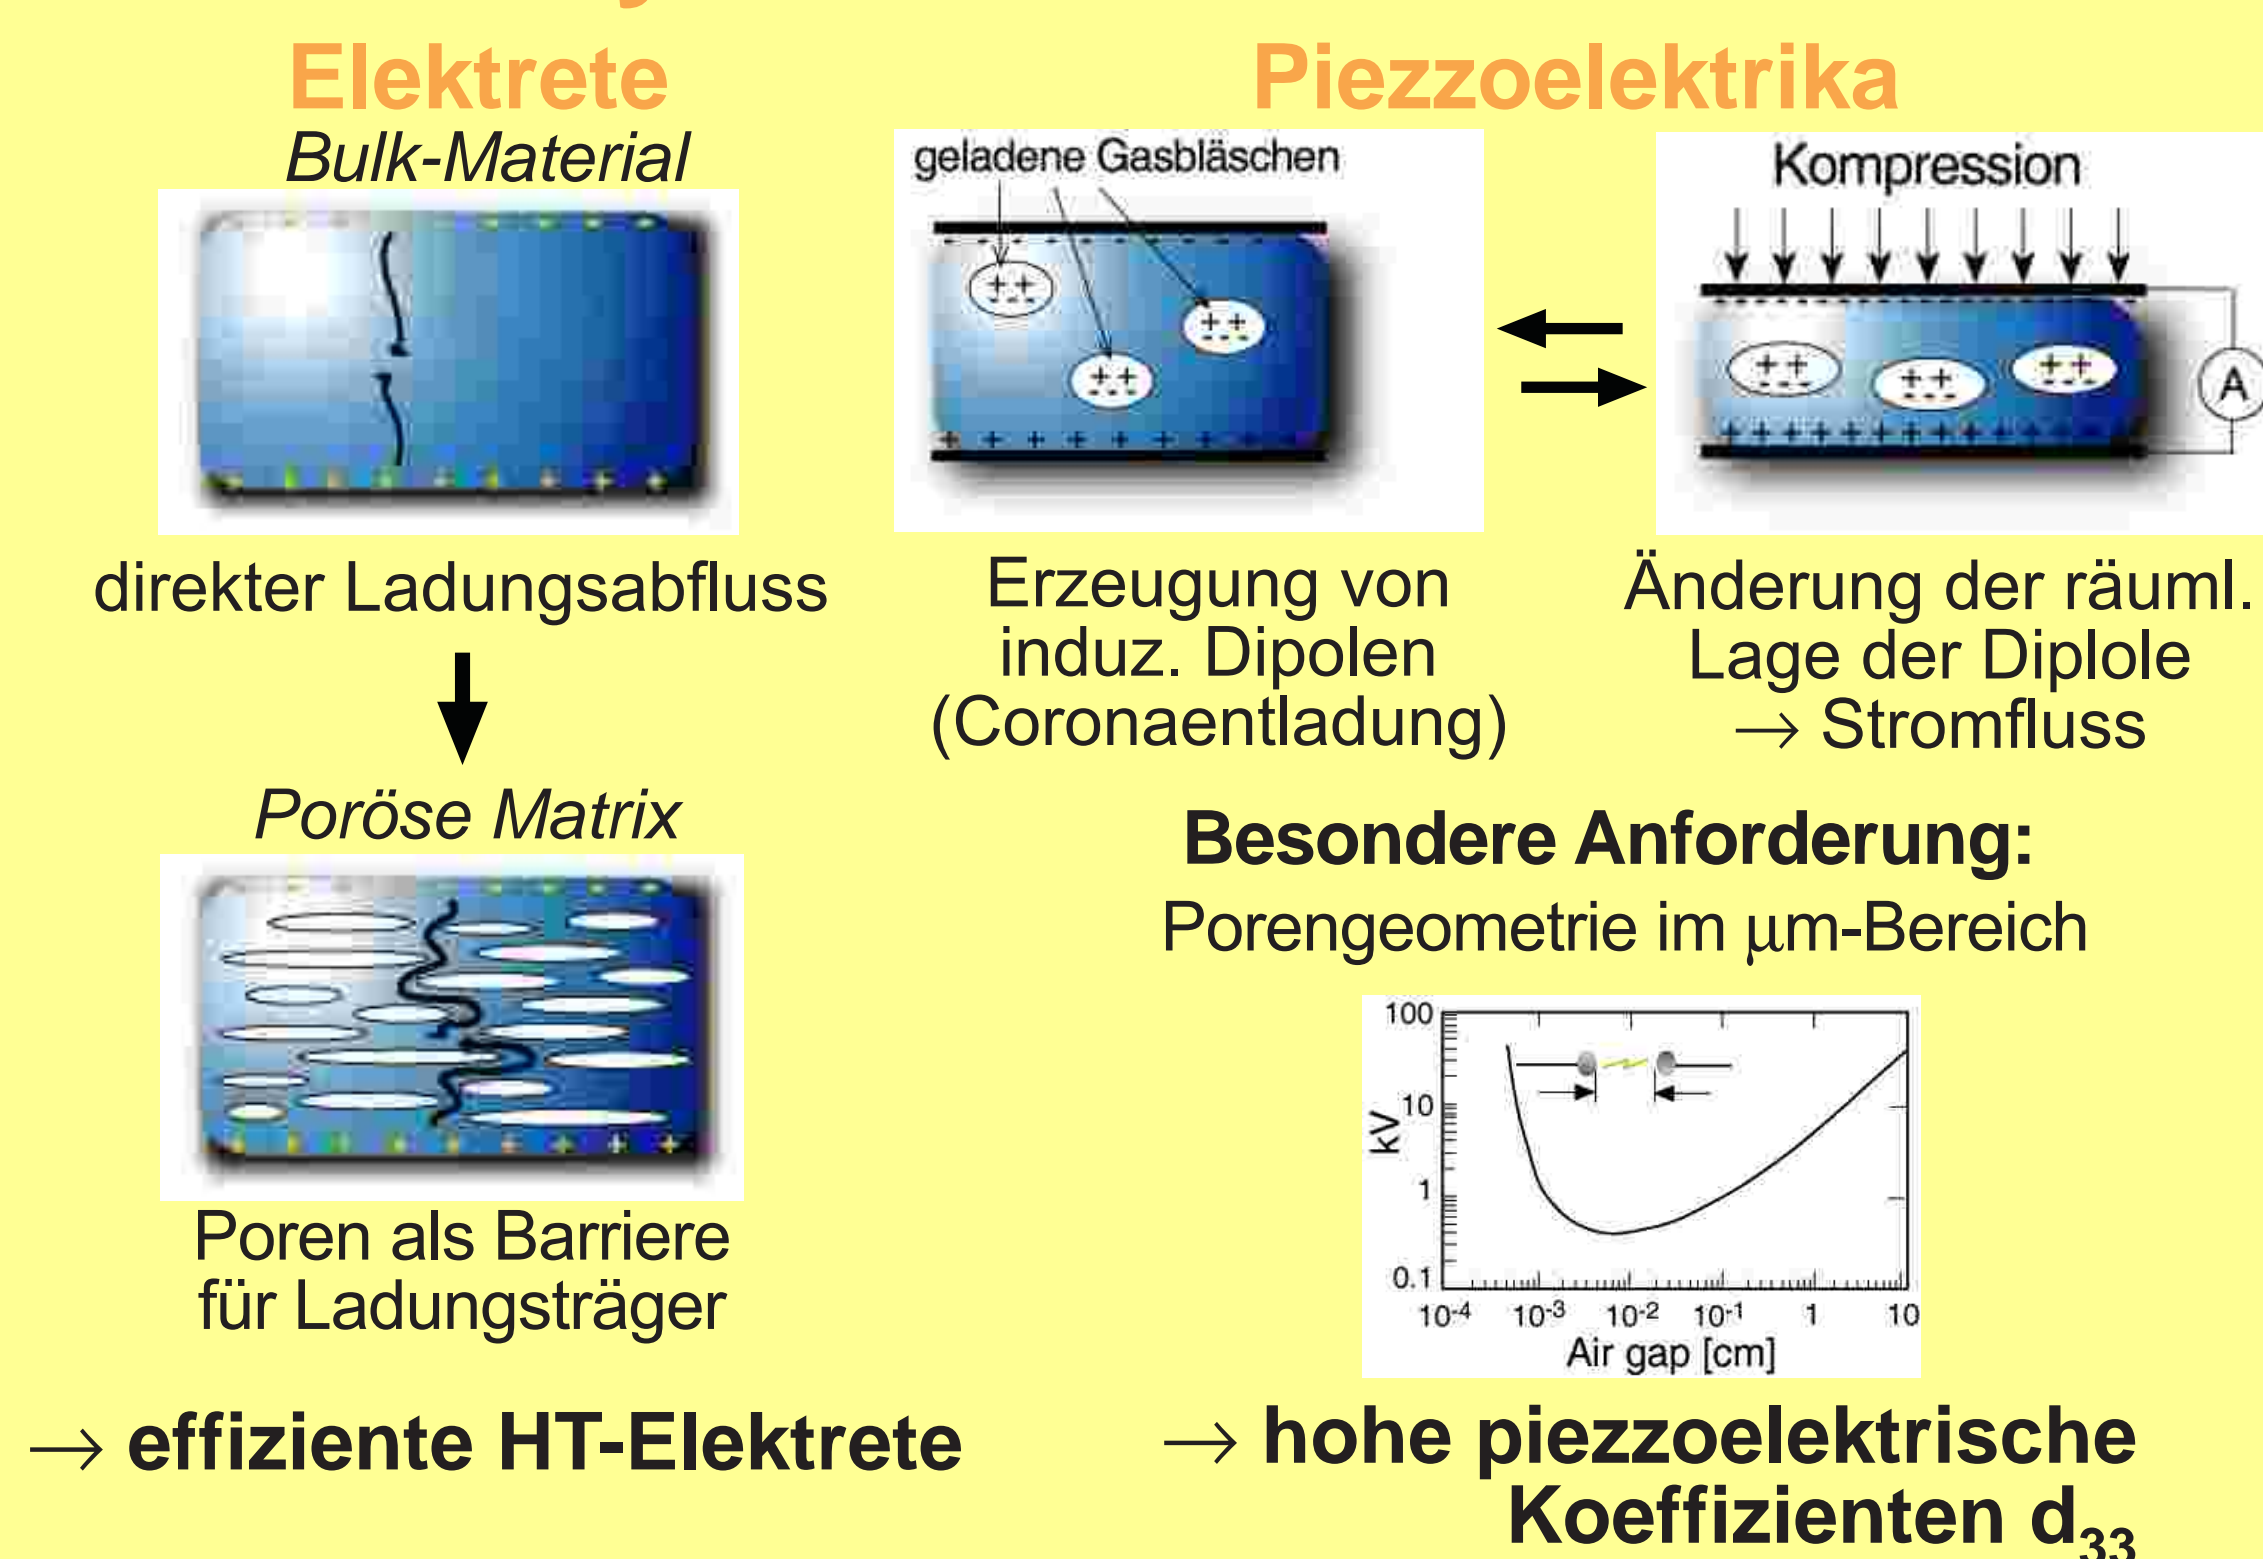 Elektrete
Bulk-Material
direkter Ladungsabfluss
Poröse Matrix
Poren als Barriere
für Ladungsträger
→ effiziente HT-Elektrete
Piezzoelektrika
geladene Gasbläschen
Erzeugung von
induz. Dipolen
(Coronaentladung)
Kompression
A
Änderung der räuml.
Lage der Diplole
→ Stromfluss
Besondere Anforderung:
Porengeometrie im µm-Bereich
100
10
1
0.1
kV
10-4 10-3 10-2 10-1 1 10
Air gap [cm]
→ hohe piezzoelektrische
Koeffizienten d33